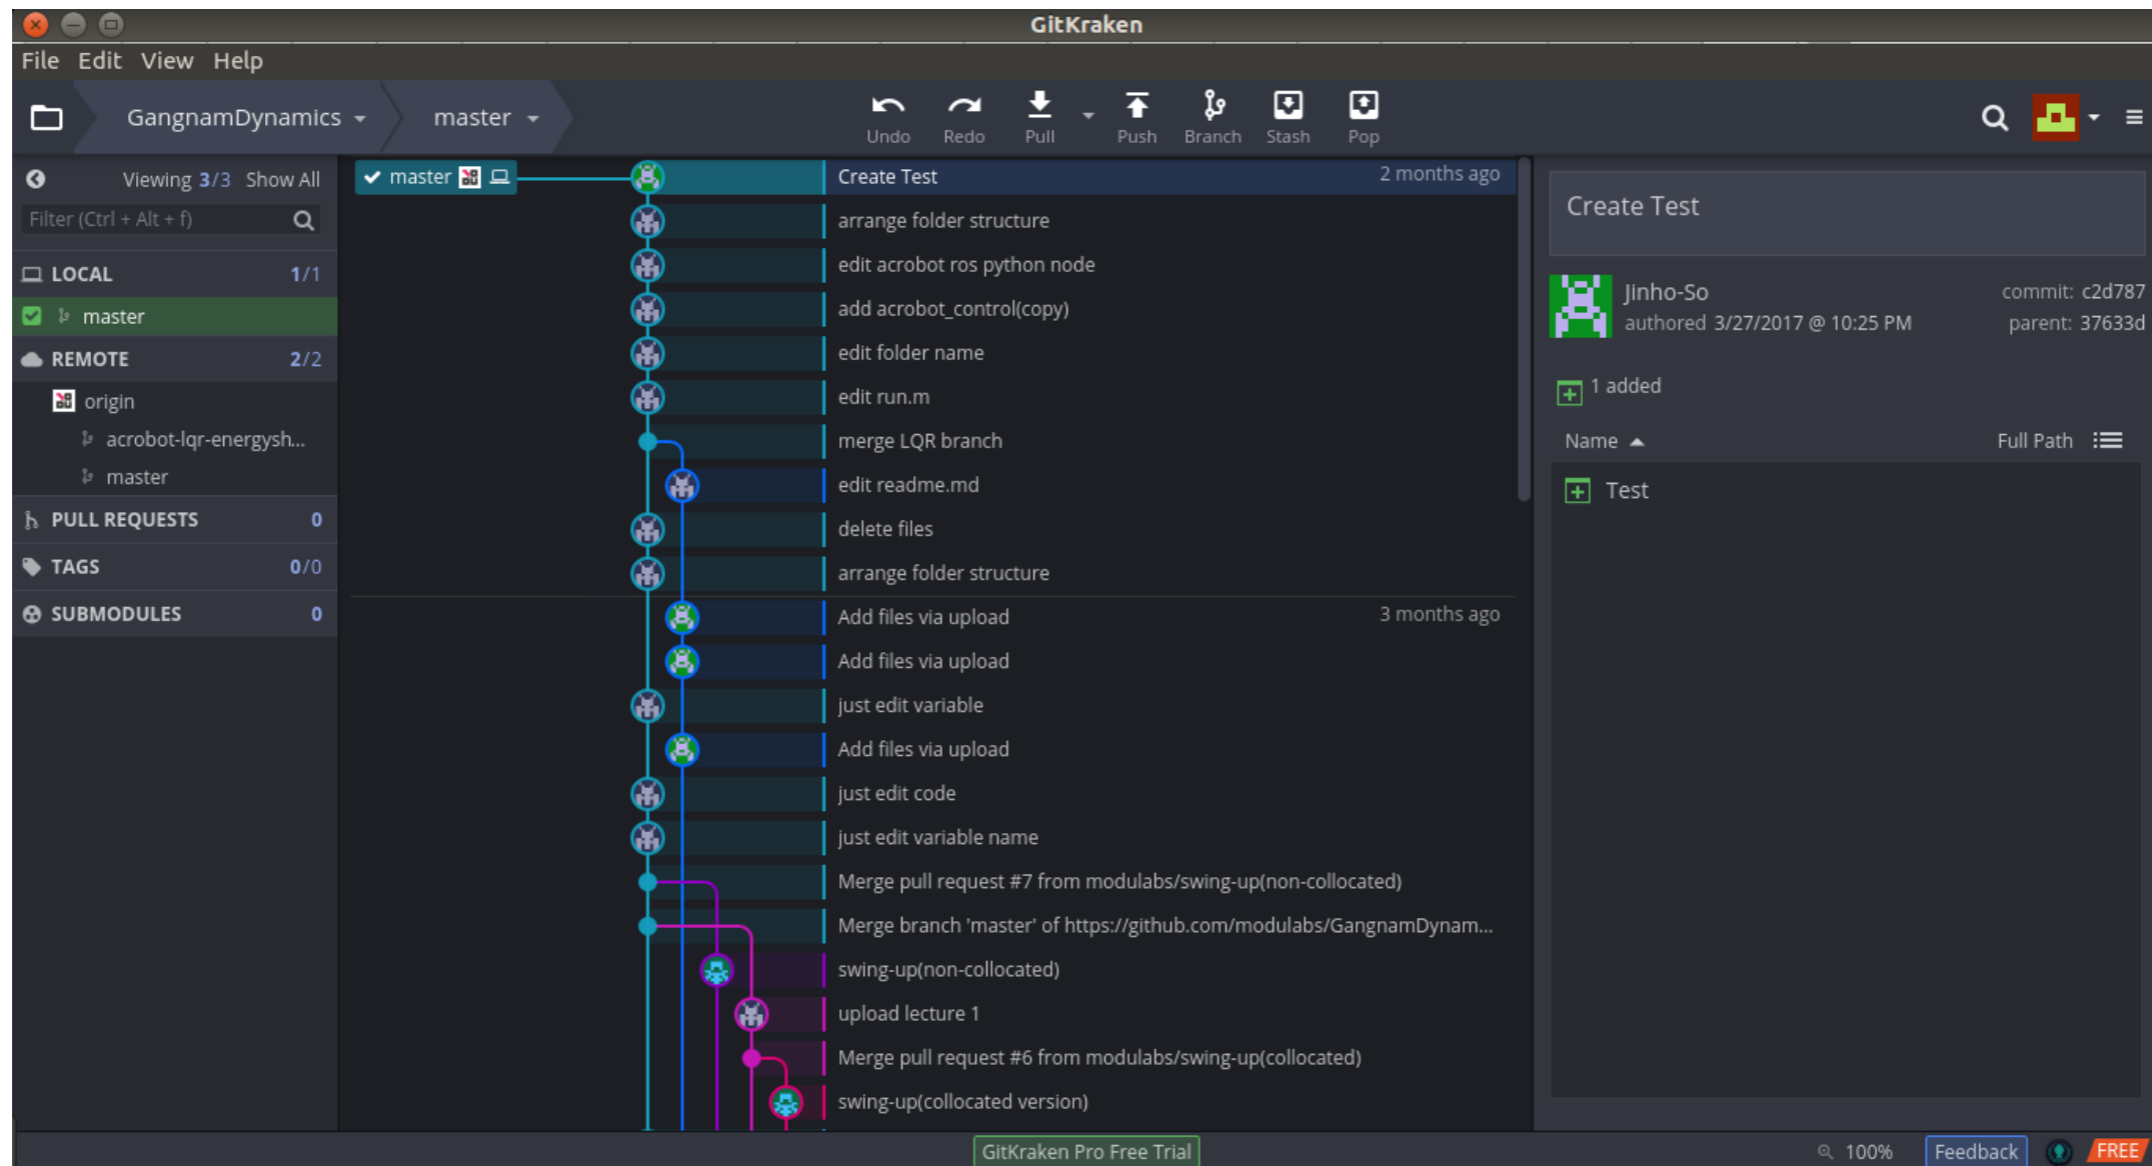 GitKraken
File Edit View Help
GangnamDynamics master Undo Redo Pull Push Branch Stash Pop
Viewing 3/3 Show All
Filter (Ctrl + Alt + f)
LOCAL 1/1
master
REMOTE 2/2
origin
acrobot-lqr-energysh...
master
PULL REQUESTS 0
TAGS 0/0
SUBMODULES 0
master Create Test 2 months ago
arrange folder structure
edit acrobot ros python node
add acrobot_control(copy)
edit folder name
edit run.m
merge LQR branch
edit readme.md
delete files
arrange folder structure
Add files via upload 3 months ago
Add files via upload
just edit variable
Add files via upload
just edit code
just edit variable name
Merge pull request #7 from modulabs/swing-up(non-collocated)
Merge branch 'master' of https://github.com/modulabs/GangnamDynam...
swing-up(non-collocated)
upload lecture 1
Merge pull request #6 from modulabs/swing-up(collocated)
swing-up(collocated version)
Create Test
Jinho-So commit: c2d787
authored 3/27/2017 @ 10:25 PM parent: 37633d
1 added
Name Full Path
Test
GitKraken Pro Free Trial 100% Feedback FREE